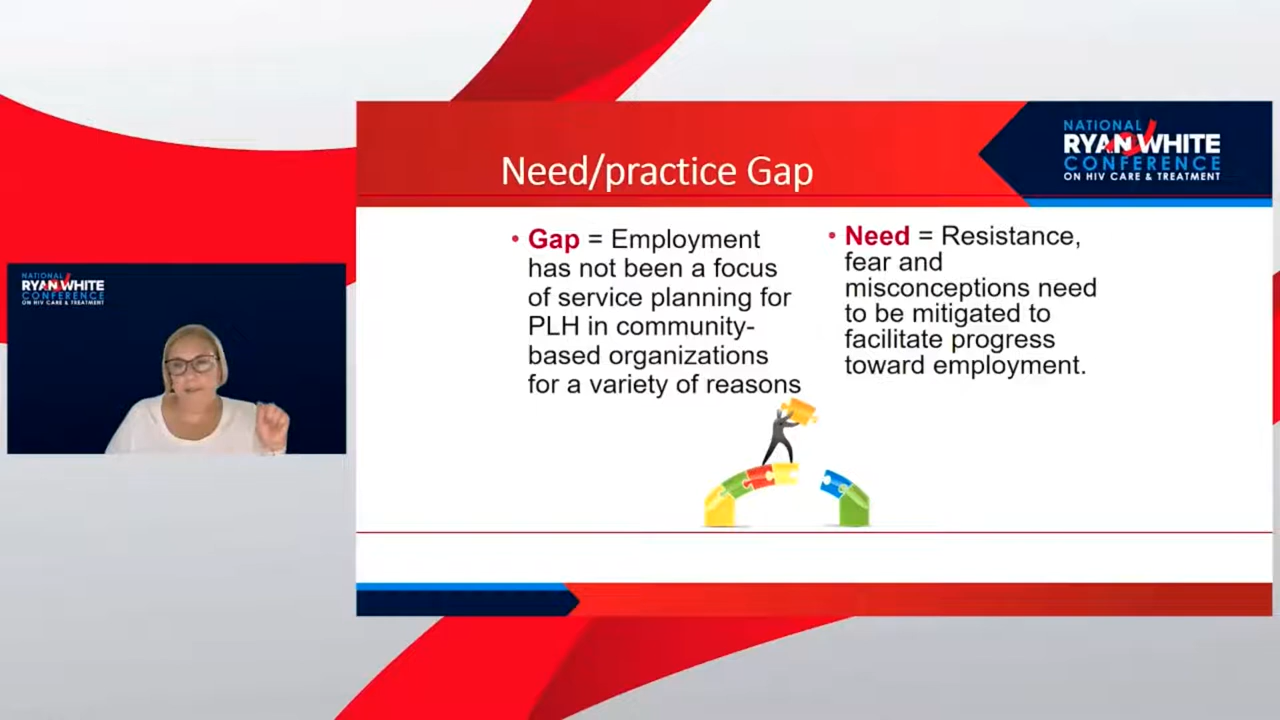 NATIONAL
RYAN WHITE
CONFERENCE
ON HIV CARE & TREATMENT
Need/practice Gap
NATIONAL
RYAN WHITE
CONFERENCE
ON HIV CARE & TREATMENT
• Gap = Employment
has not been a focus
of service planning for
PLH in community-
based organizations
for a variety of reasons
• Need = Resistance,
fear and
misconceptions need
to be mitigated to
facilitate progress
toward employment.